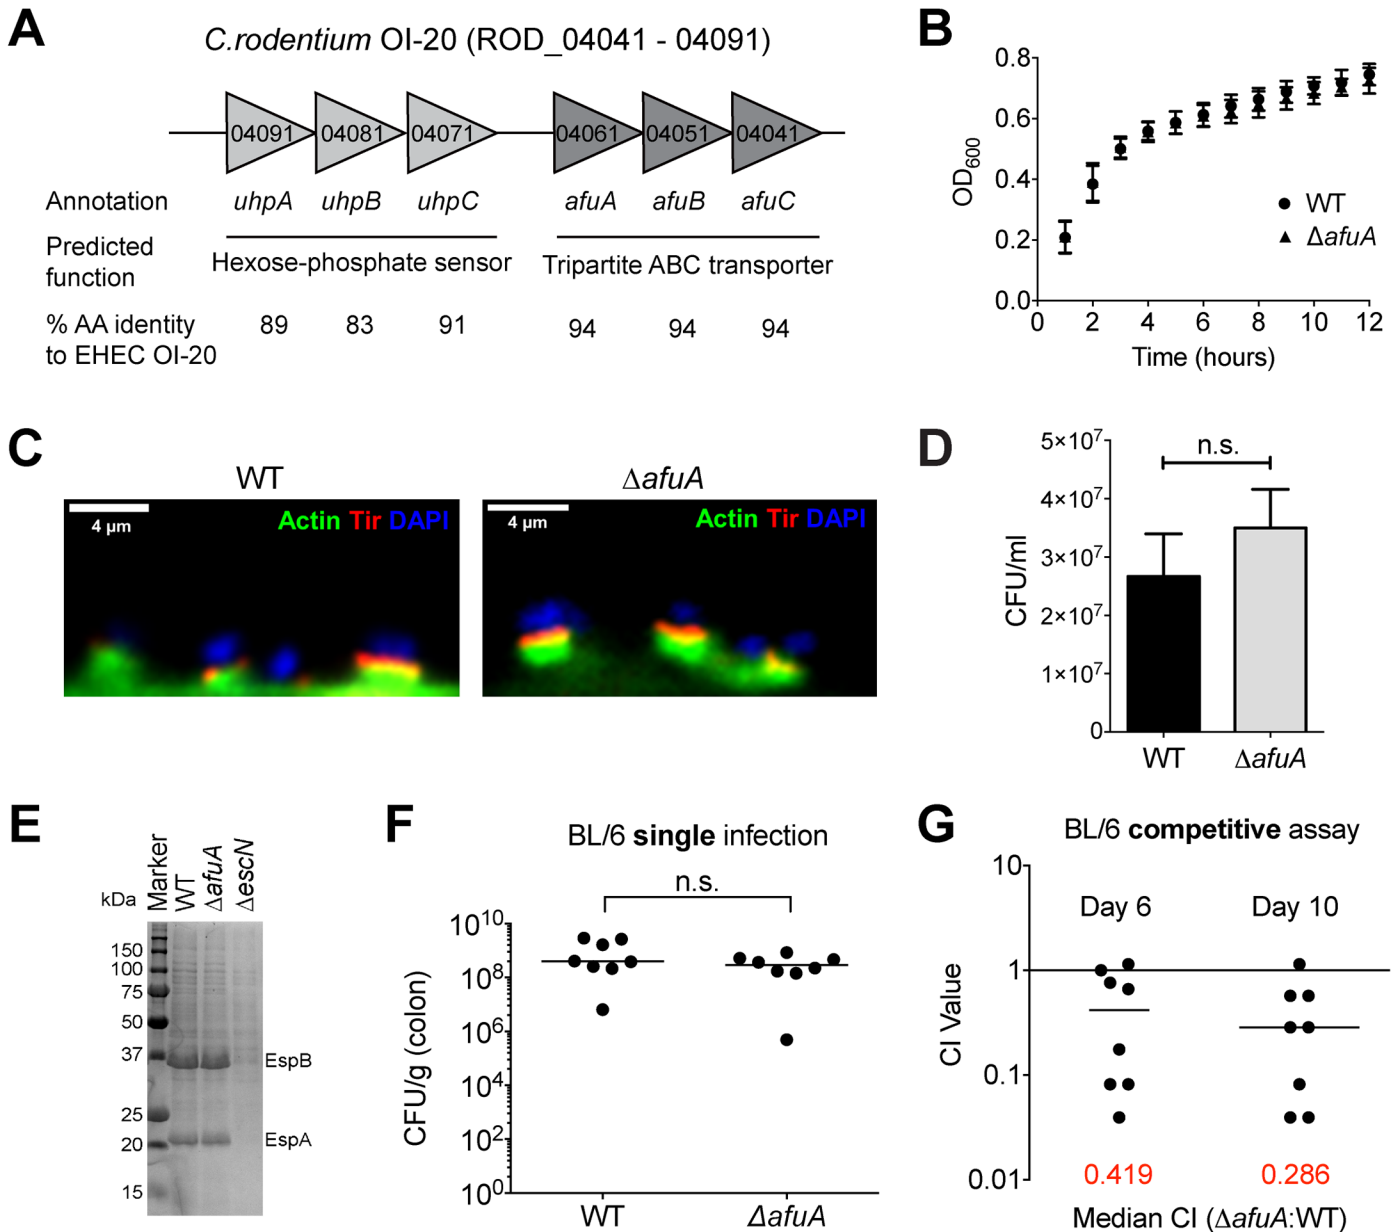 A
C.rodentium OI-20 (ROD_04041 - 04091)
04091 04081 04071 04061 04051 04041
Annotation uhpA uhpB uhpC afuA afuB afuC
Predicted
function
Hexose-phosphate sensor Tripartite ABC transporter
% AA identity
to EHEC OI-20
89 83 91 94 94 94
B
OD600
0.8
0.6
0.4
0.2
0.0
WT
ΔafuA
0 2 4 6 8 10 12
Time (hours)
C
WT
4 µm
Actin Tir DAPI
ΔafuA
4 µm
Actin Tir DAPI
D
n.s.
CFU/ml
5×10⁷
4×10⁷
3×10⁷
2×10⁷
1×10⁷
0
WT ΔafuA
E
kDa
Marker
WT
ΔafuA
ΔescN
150
100
75
50
37
25
20
15
EspB
EspA
F
BL/6 single infection
n.s.
CFU/g (colon)
10¹⁰
10⁸
10⁶
10⁴
10²
10⁰
WT ΔafuA
G
BL/6 competitive assay
CI Value
10
1
0.1
0.01
Day 6 Day 10
0.419 0.286
Median CI (ΔafuA:WT)